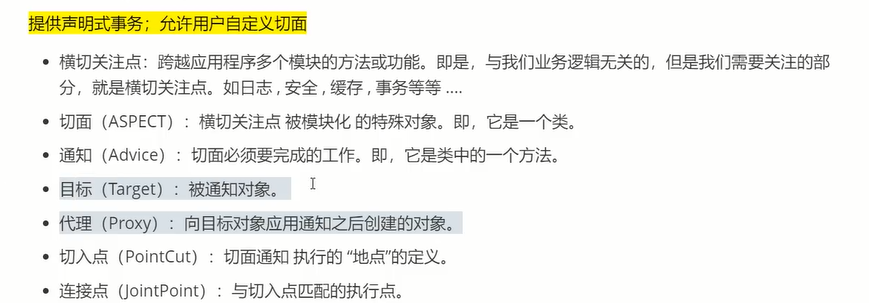 提供声明式事务；允许用户自定义切面
横切关注点：跨越应用程序多个模块的方法或功能。即是，与我们业务逻辑无关的，但是我们需要关注的部
分，就是横切关注点。如日志 , 安全 , 缓存 , 事务等等 ....
切面（ASPECT）：横切关注点 被模块化 的特殊对象。即，它是一个类。
通知（Advice）：切面必须要完成的工作。即，它是类中的一个方法。
目标（Target）：被通知对象。
代理（Proxy）：向目标对象应用通知之后创建的对象。
切入点（PointCut）：切面通知 执行的 “地点”的定义。
连接点（JointPoint）：与切入点匹配的执行点。